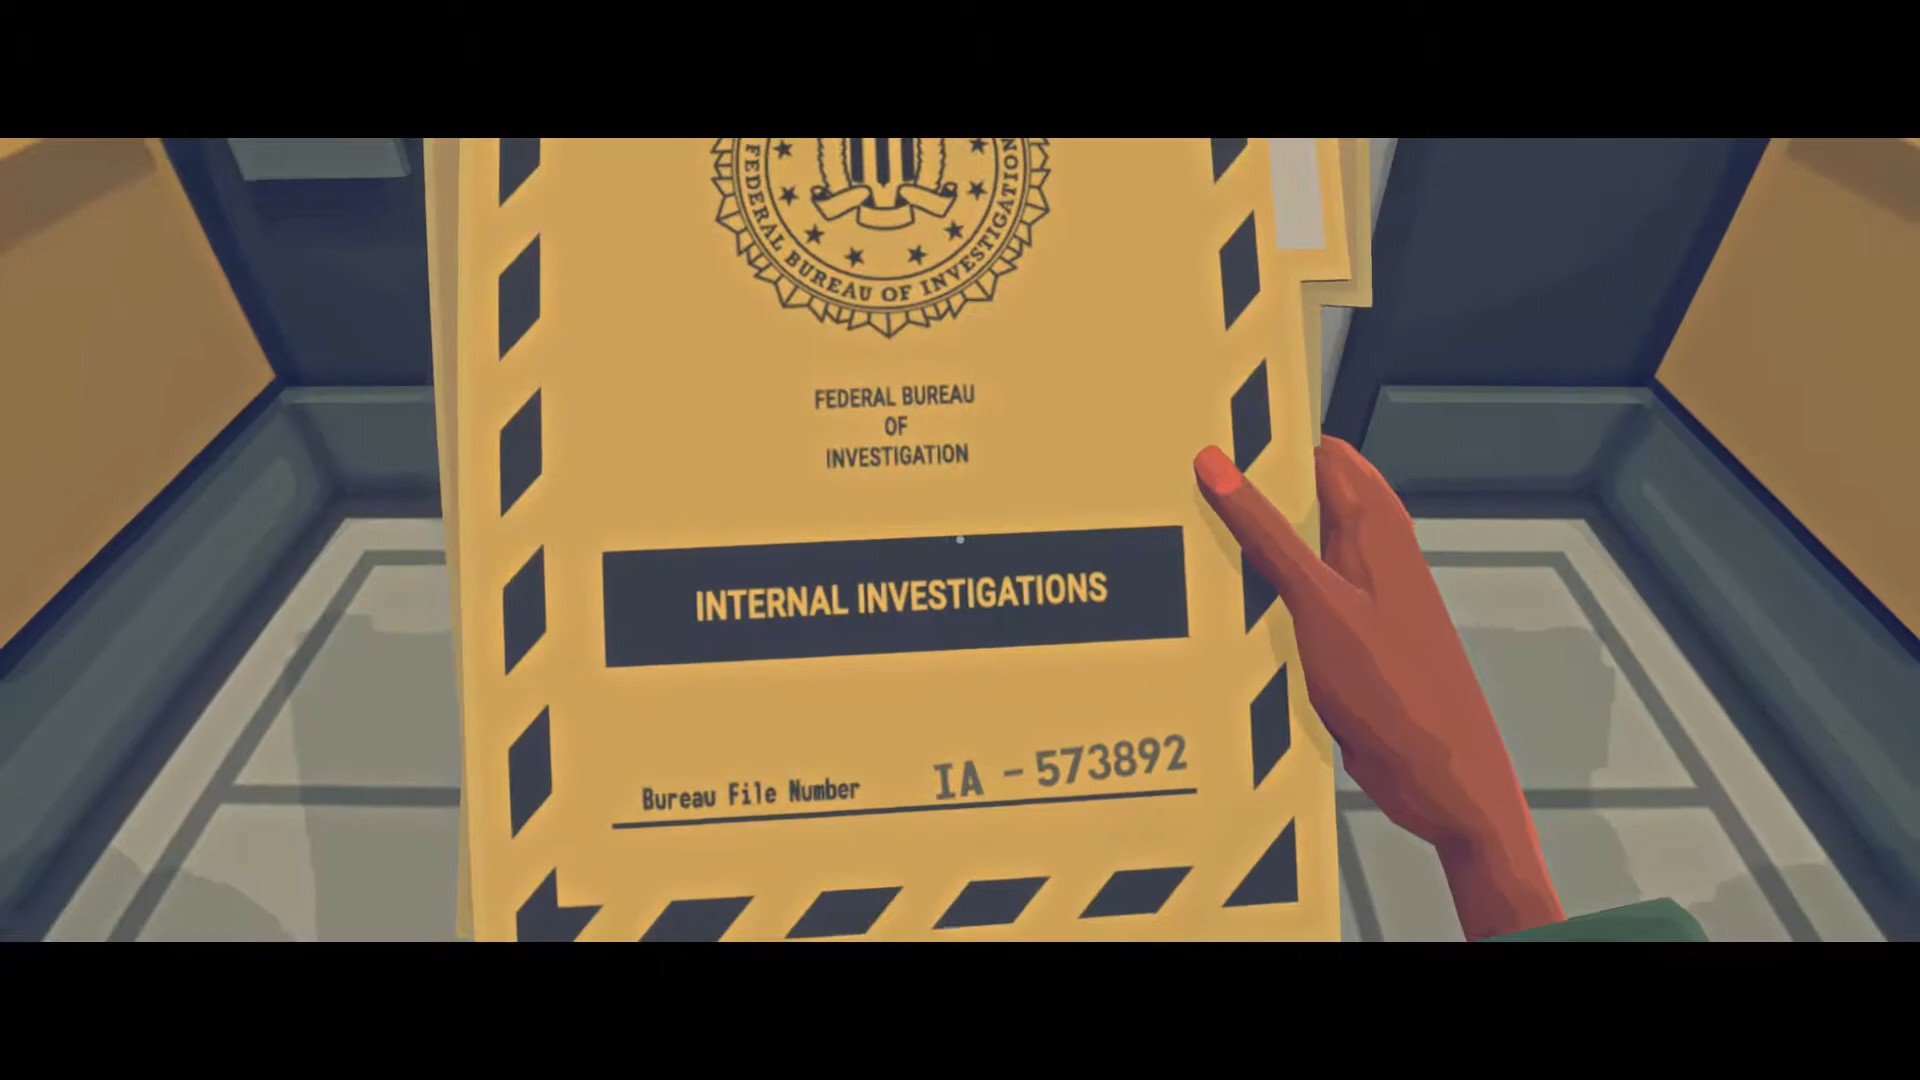 FEDERAL BUREAU OF INVESTIGATION
FEDERAL BUREAU
OF
INVESTIGATION
INTERNAL INVESTIGATIONS
Bureau File Number IA - 573892